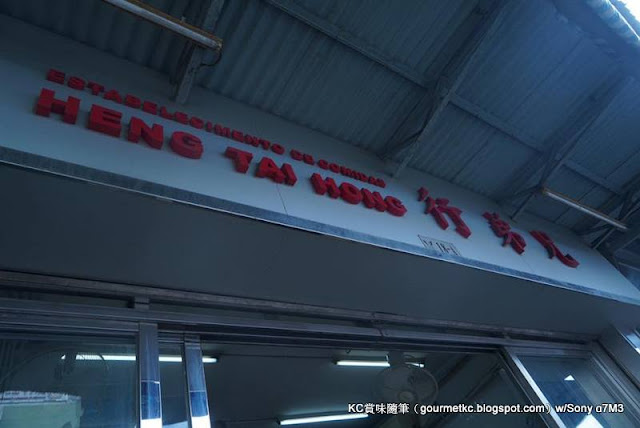 ESTABELECIMENTO DE COMIDAS
HENG TAI HONG
KC賞味隨筆（gourmetkc.blogspot.com）w/Sony α7M3